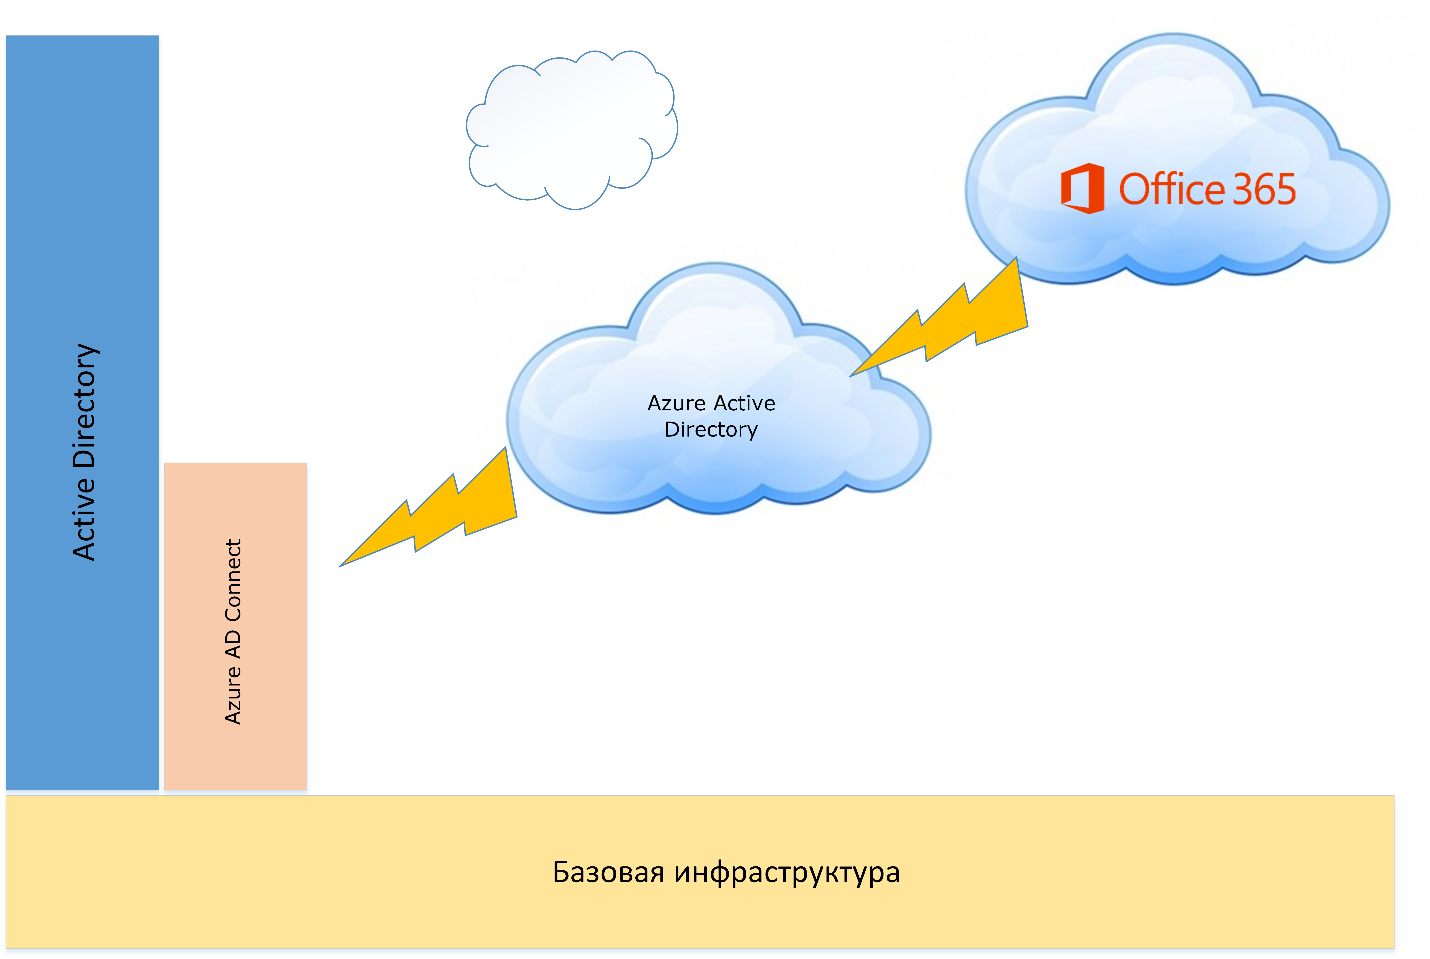 Office 365
Azure Active
Directory
Active Directory
Azure AD Connect
Базовая инфраструктура